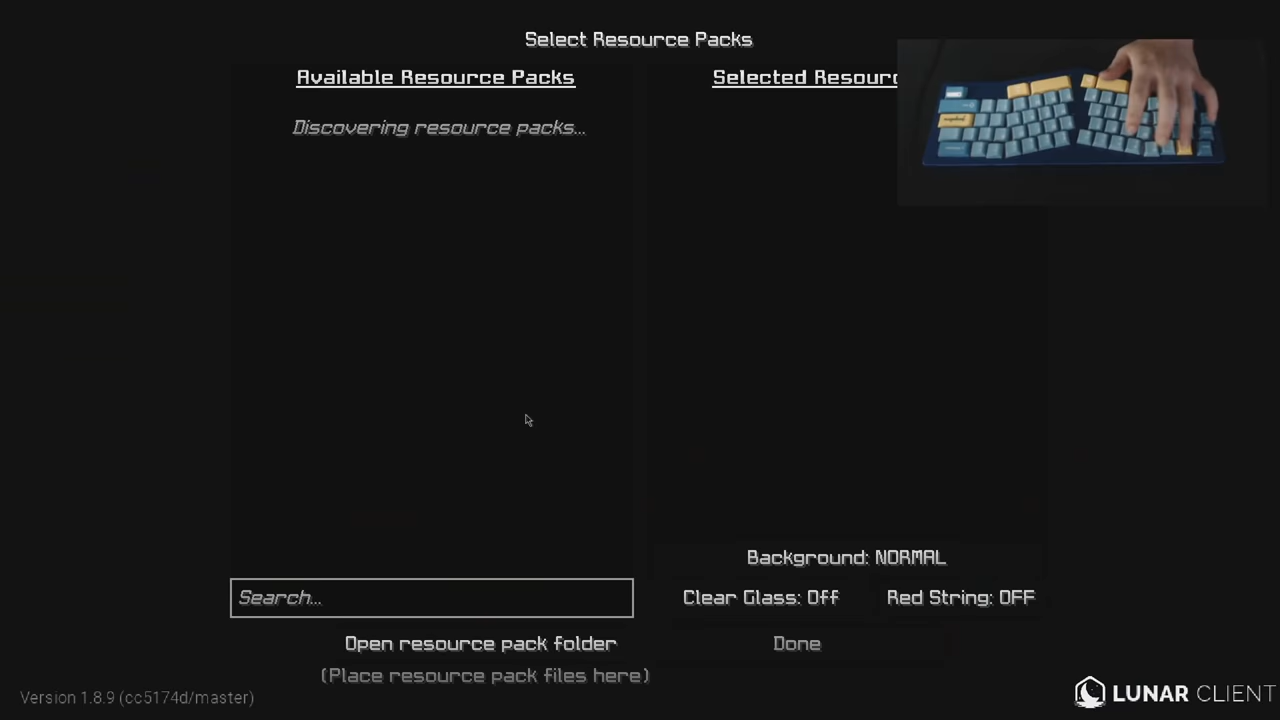 Select Resource Packs
Available Resource Packs
Selected Resourc
Discovering resource packs...
Background: NORMAL
Search...
Clear Glass: Off
Red String: OFF
Open resource pack folder
Done
(Place resource pack files here)
Version 1.8.9 (cc5174d/master)
LUNAR CLIENT